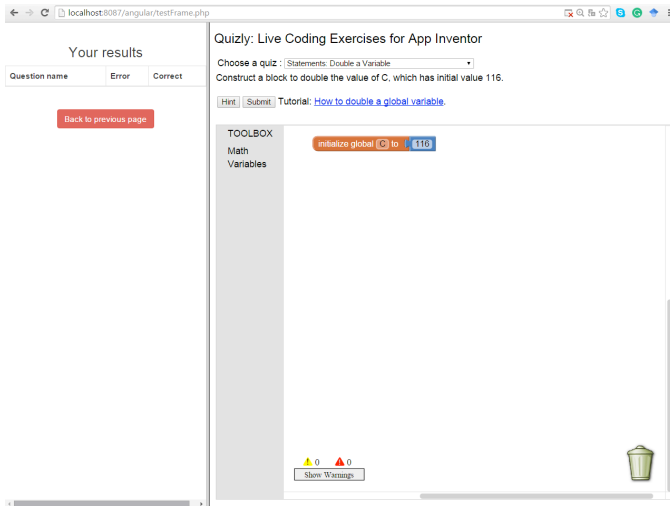 localhost:8087/angular/testFrame.php
Your results
Question name Error Correct
Back to previous page
Quizly: Live Coding Exercises for App Inventor
Choose a quiz : Statements: Double a Variable
Construct a block to double the value of C, which has initial value 116.
Hint Submit Tutorial: How to double a global variable.
TOOLBOX
Math
Variables
initialize global C to 116
0 0
Show Warnings